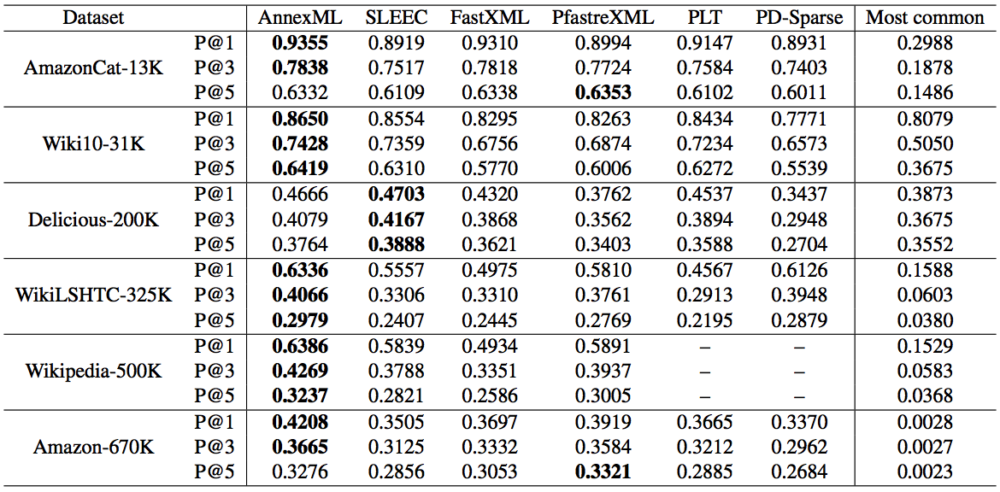 Dataset AnnexML SLEEC FastXML PfastreXML PLT PD-Sparse Most common
P@1 0.9355 0.8919 0.9310 0.8994 0.9147 0.8931 0.2988
AmazonCat-13K P@3 0.7838 0.7517 0.7818 0.7724 0.7584 0.7403 0.1878
P@5 0.6332 0.6109 0.6338 0.6353 0.6102 0.6011 0.1486
P@1 0.8650 0.8554 0.8295 0.8263 0.8434 0.7771 0.8079
Wiki10-31K P@3 0.7428 0.7359 0.6756 0.6874 0.7234 0.6573 0.5050
P@5 0.6419 0.6310 0.5770 0.6006 0.6272 0.5539 0.3675
P@1 0.4666 0.4703 0.4320 0.3762 0.4537 0.3437 0.3873
Delicious-200K P@3 0.4079 0.4167 0.3868 0.3562 0.3894 0.2948 0.3675
P@5 0.3764 0.3888 0.3621 0.3403 0.3588 0.2704 0.3552
P@1 0.6336 0.5557 0.4975 0.5810 0.4567 0.6126 0.1588
WikiLSHTC-325K P@3 0.4066 0.3306 0.3310 0.3761 0.2913 0.3948 0.0603
P@5 0.2979 0.2407 0.2445 0.2769 0.2195 0.2879 0.0380
P@1 0.6386 0.5839 0.4934 0.5891 – – 0.1529
Wikipedia-500K P@3 0.4269 0.3788 0.3351 0.3937 – – 0.0583
P@5 0.3237 0.2821 0.2586 0.3005 – – 0.0368
P@1 0.4208 0.3505 0.3697 0.3919 0.3665 0.3370 0.0028
Amazon-670K P@3 0.3665 0.3125 0.3332 0.3584 0.3212 0.2962 0.0027
P@5 0.3276 0.2856 0.3053 0.3321 0.2885 0.2684 0.0023